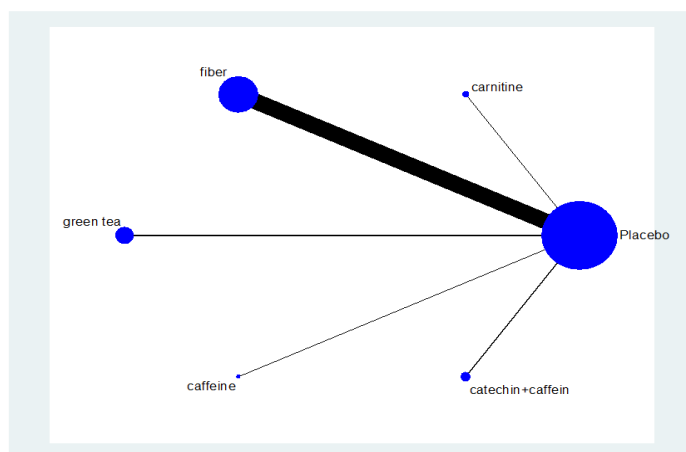 fiber
carnitine
green tea
Placebo
caffeine
catechin+caffein